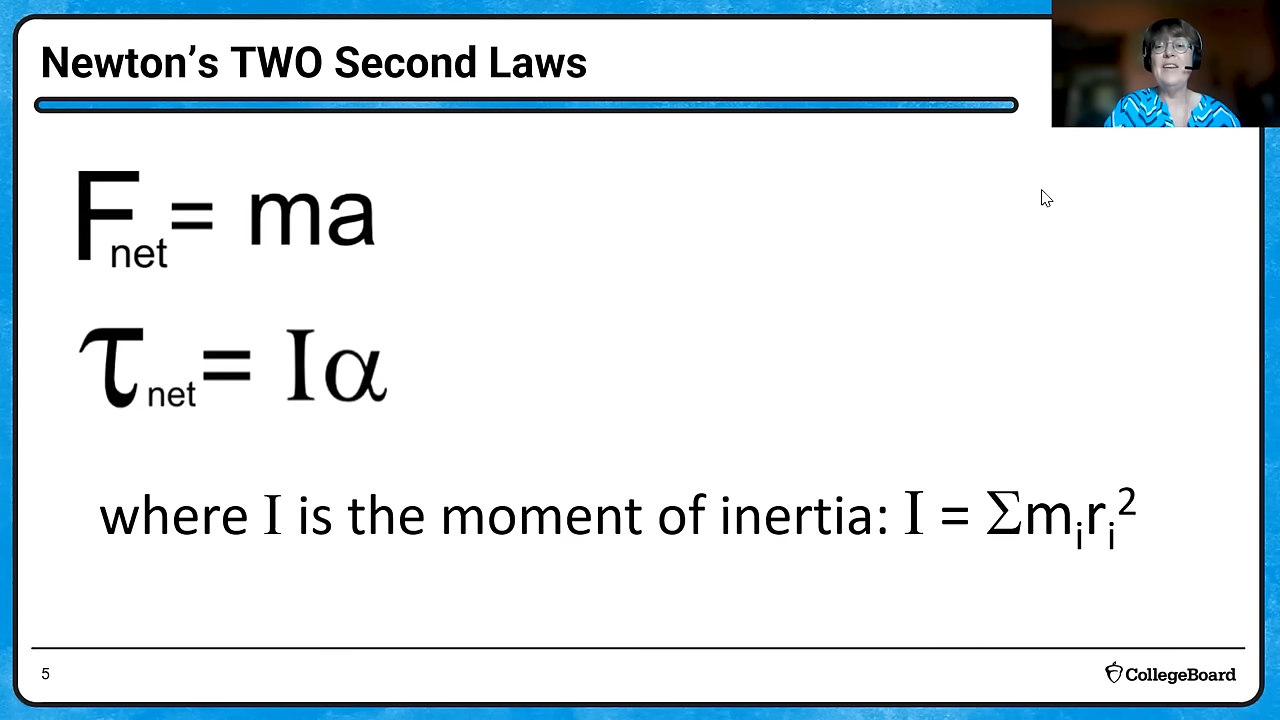 Newton's TWO Second Laws
Fnet = ma
τnet = Iα
where I is the moment of inertia: I = Σmᵢrᵢ²
5
CollegeBoard